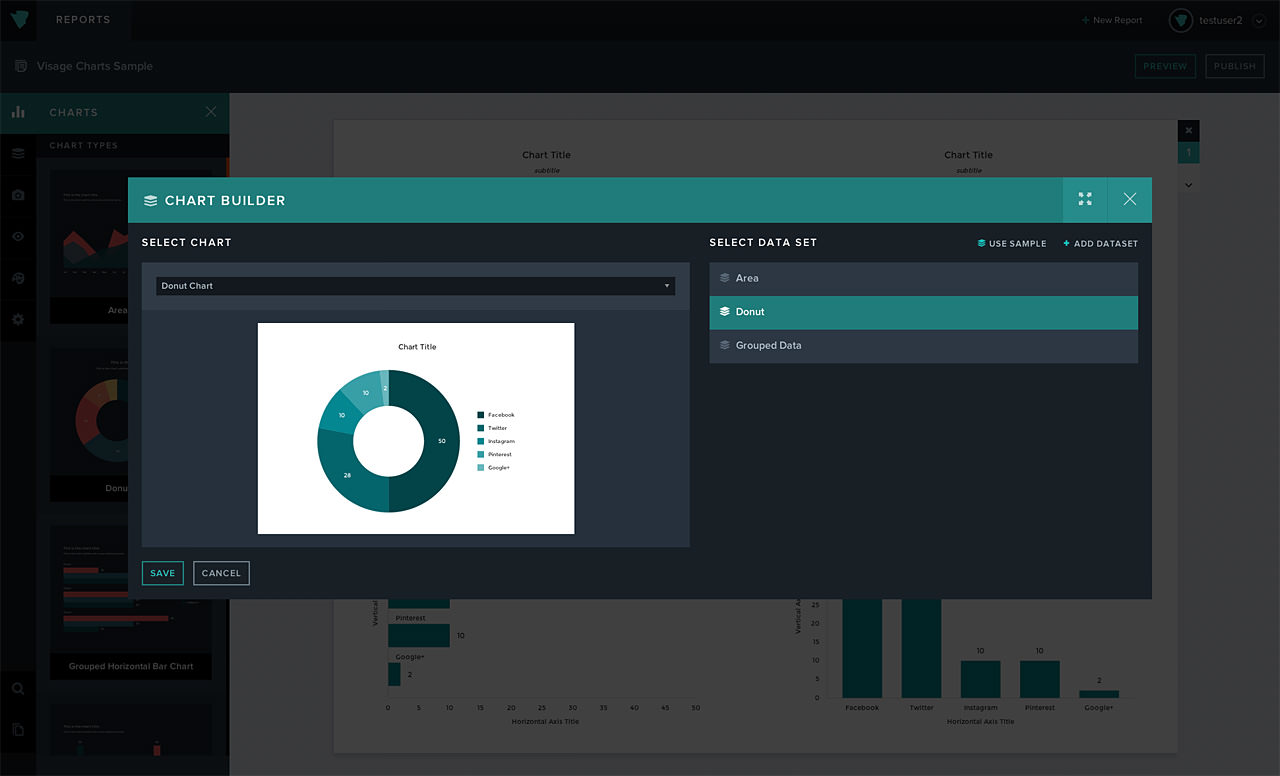 REPORTS
+ New Report
testuser2
Visage Charts Sample
PREVIEW
PUBLISH
CHARTS
CHART TYPES
Chart Title
subtitle
Chart Title
subtitle
1
CHART BUILDER
SELECT CHART
SELECT DATA SET
USE SAMPLE
+ ADD DATASET
Donut Chart
Area
Donut
Grouped Data
Chart Title
50
28
10
10
2
Facebook
Twitter
Instagram
Pinterest
Google+
SAVE
CANCEL
Area
Donu
Grouped Horizontal Bar Chart
Pinterest
10
Google+
2
0 5 10 15 20 25 30 35 40 45 50
Horizontal Axis Title
25
20
15
10
5
0
10
10
2
Facebook Twitter Instagram Pinterest Google+
Horizontal Axis Title